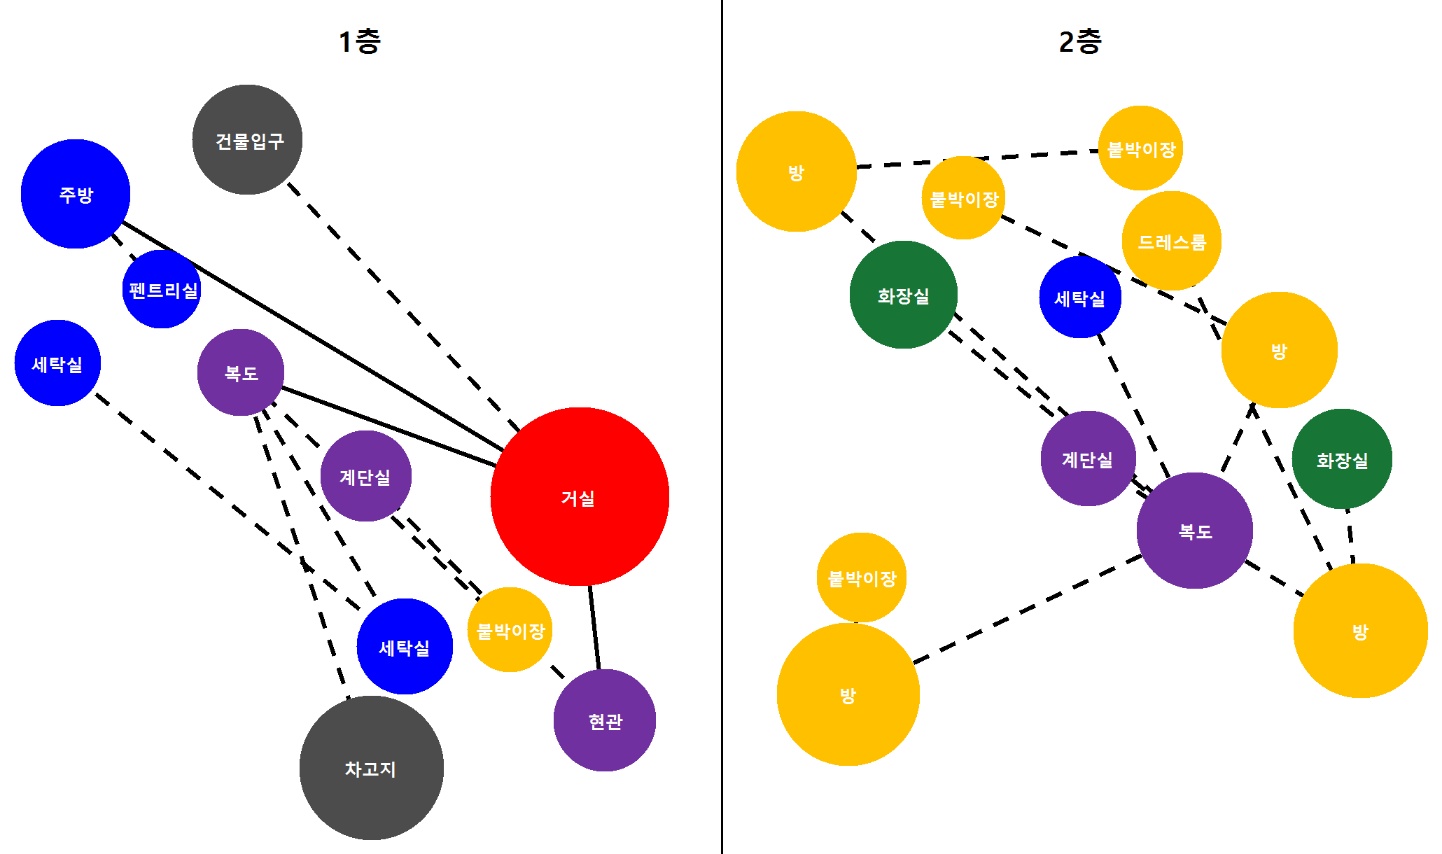 1층
건물입구
주방
펜트리실
세탁실
복도
계단실
거실
붙박이장
세탁실
현관
차고지
2층
붙박이장
방
붙박이장
드레스룸
화장실
세탁실
방
계단실
화장실
복도
붙박이장
방
방